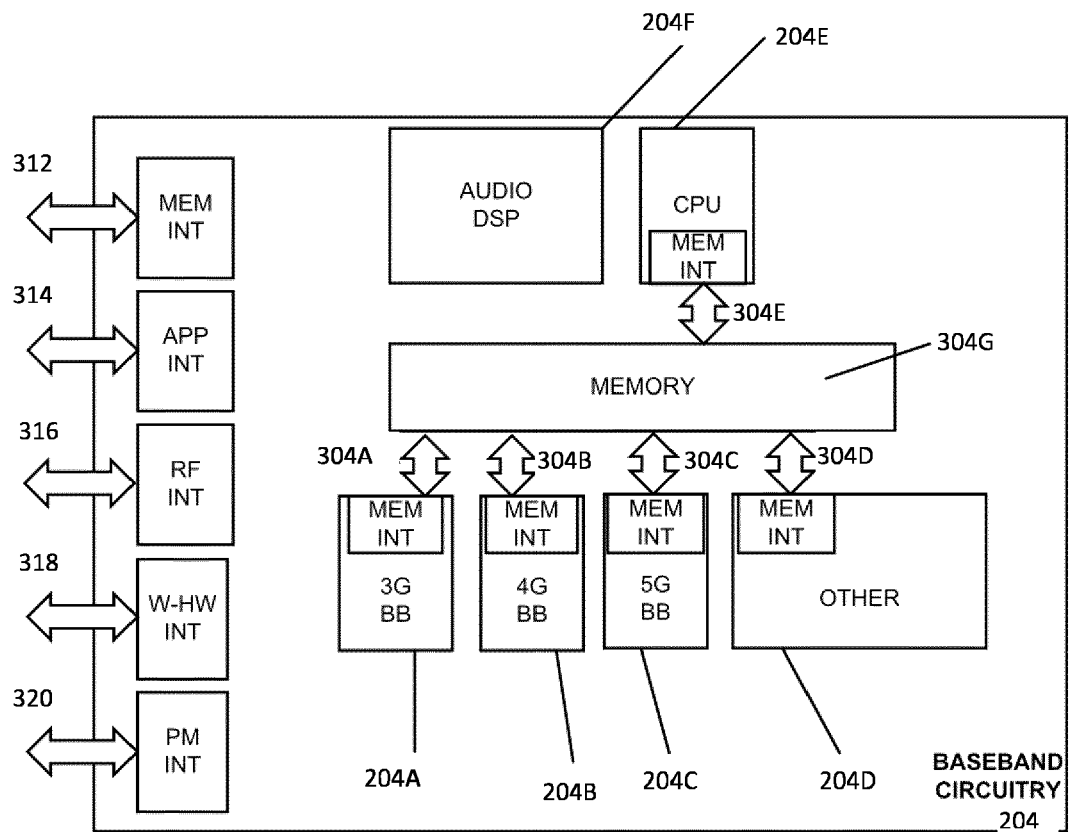 204F
204E
312
MEM
INT
AUDIO
DSP
CPU
MEM
INT
314
APP
INT
304E
304G
MEMORY
316
RF
INT
304A
304B
304C
304D
MEM
INT
3G
BB
MEM
INT
4G
BB
MEM
INT
5G
BB
MEM
INT
OTHER
318
W-HW
INT
320
PM
INT
204A
204B
204C
204D
BASEBAND
CIRCUITRY
204